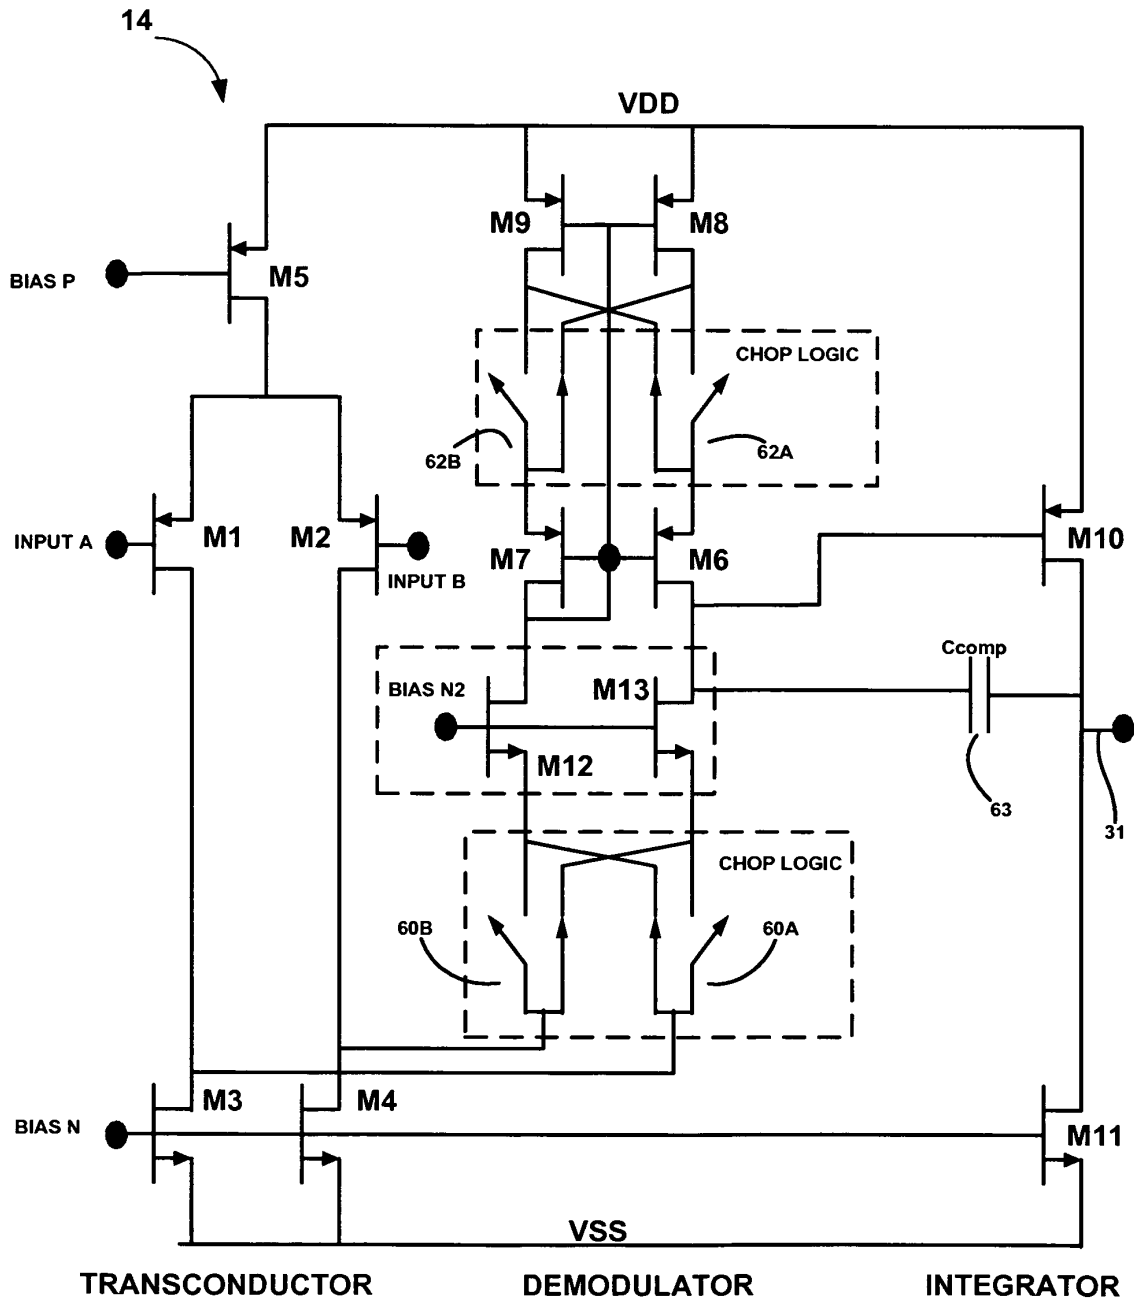 14
VDD
M9
M8
BIAS P
M5
CHOP LOGIC
62B
62A
INPUT A
M1
M2
INPUT B
M7
M6
M10
Ccomp
BIAS N2
M13
M12
63
31
CHOP LOGIC
60B
60A
BIAS N
M3
M4
M11
VSS
TRANSCONDUCTOR
DEMODULATOR
INTEGRATOR